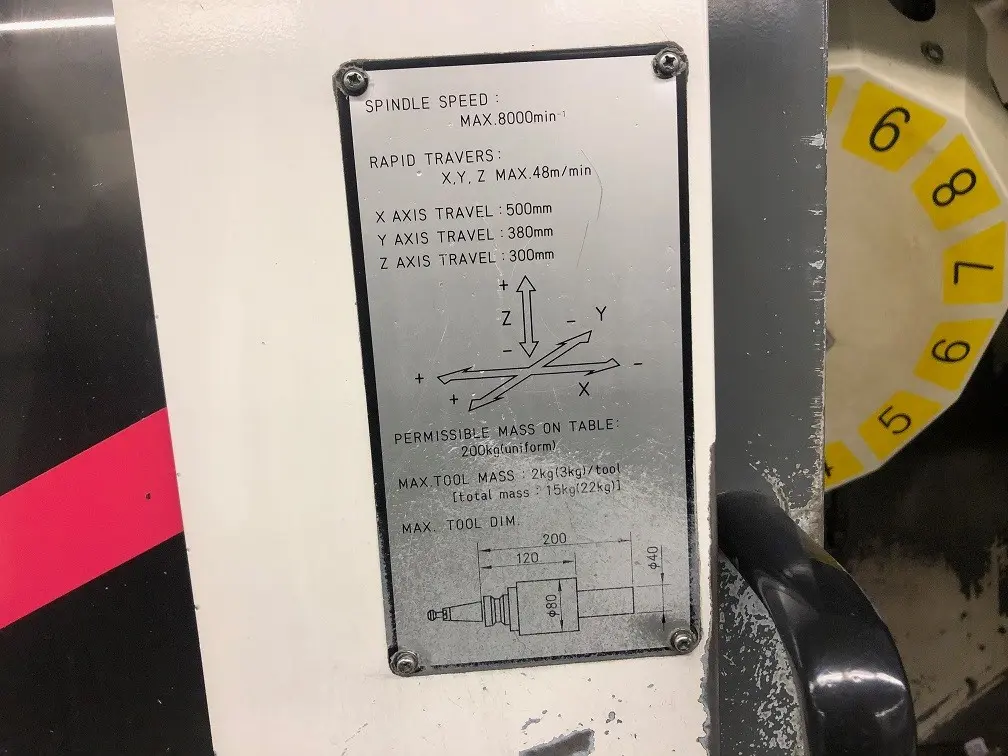 SPINDLE SPEED :
MAX.8000min⁻¹
RAPID TRAVERS:
X,Y,Z MAX.48m/min
X AXIS TRAVEL : 500mm
Y AXIS TRAVEL : 380mm
Z AXIS TRAVEL : 300mm
+
Z
− Y
−
+ −
X
+
PERMISSIBLE MASS ON TABLE:
200kg(uniform)
MAX.TOOL MASS : 2kg(3kg)/tool
[total mass : 15kg(22kg)]
MAX. TOOL DIM.
200
120
φ40
φ80
9
8
7
6
5
4